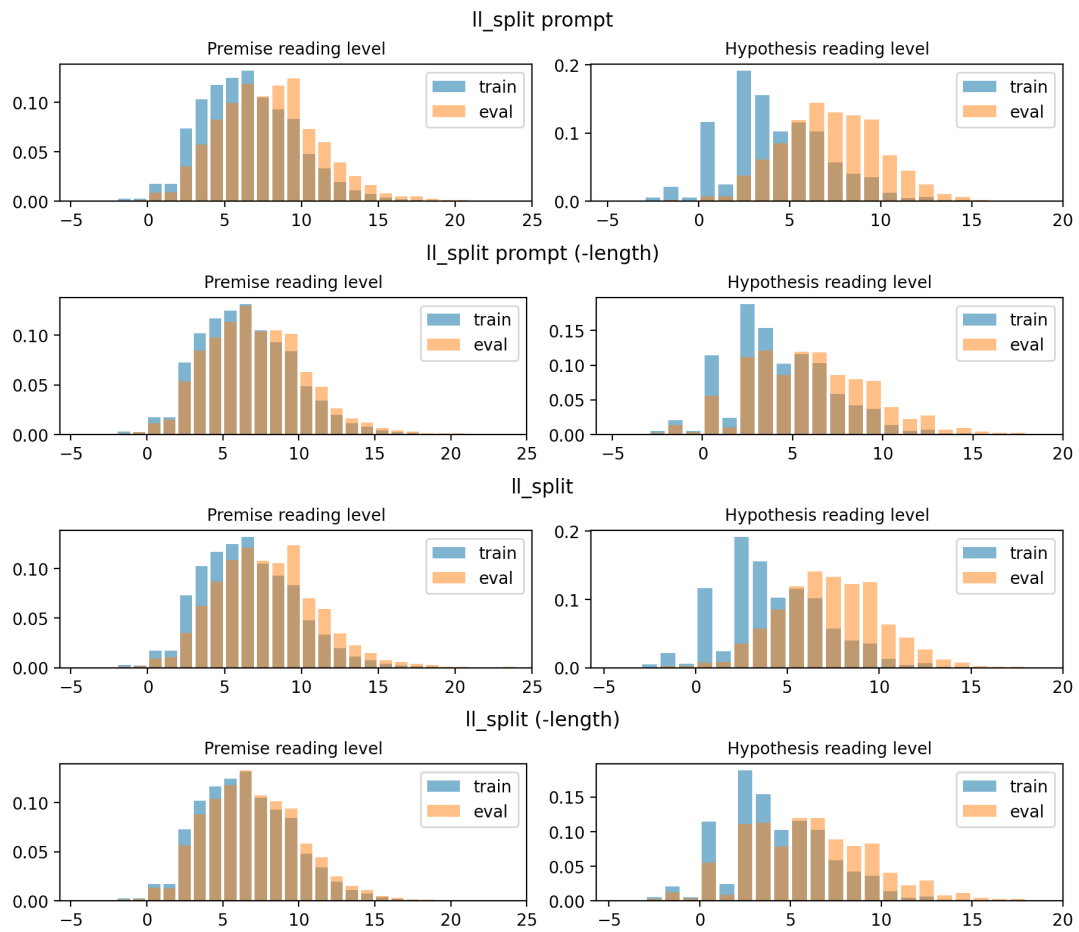 ll_split prompt
Premise reading level
Hypothesis reading level
0.10
0.05
0.00
train
eval
0.2
0.1
0.0
train
eval
−5 0 5 10 15 20 25
−5 0 5 10 15 20
ll_split prompt (-length)
Premise reading level
Hypothesis reading level
0.10
0.05
0.00
train
eval
0.15
0.10
0.05
0.00
train
eval
−5 0 5 10 15 20 25
−5 0 5 10 15 20
ll_split
Premise reading level
Hypothesis reading level
0.10
0.05
0.00
train
eval
0.2
0.1
0.0
train
eval
−5 0 5 10 15 20 25
−5 0 5 10 15 20
ll_split (-length)
Premise reading level
Hypothesis reading level
0.10
0.05
0.00
train
eval
0.15
0.10
0.05
0.00
train
eval
−5 0 5 10 15 20 25
−5 0 5 10 15 20